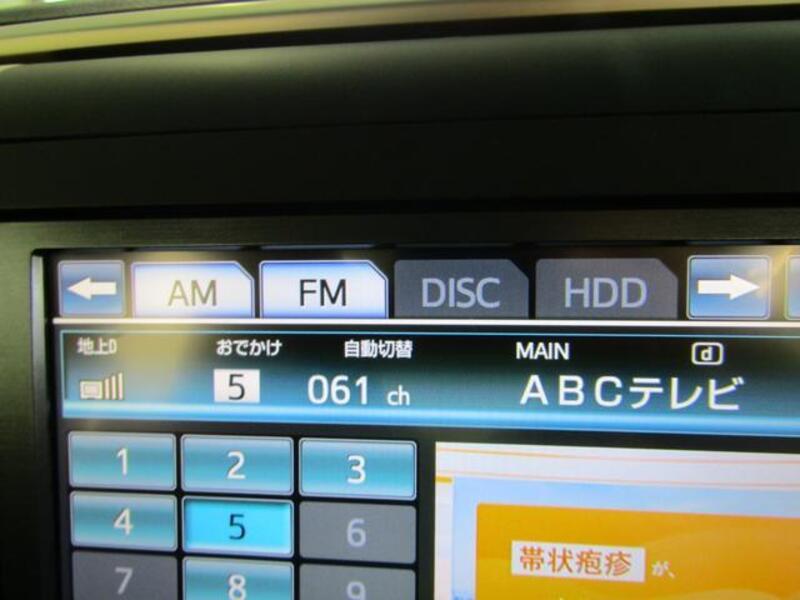 AM FM DISC HDD
地上D おでかけ 自動切替 MAIN d
5 061 ch ABCテレビ
1 2 3
4 5 6
帯状疱疹 が、
7 8 9